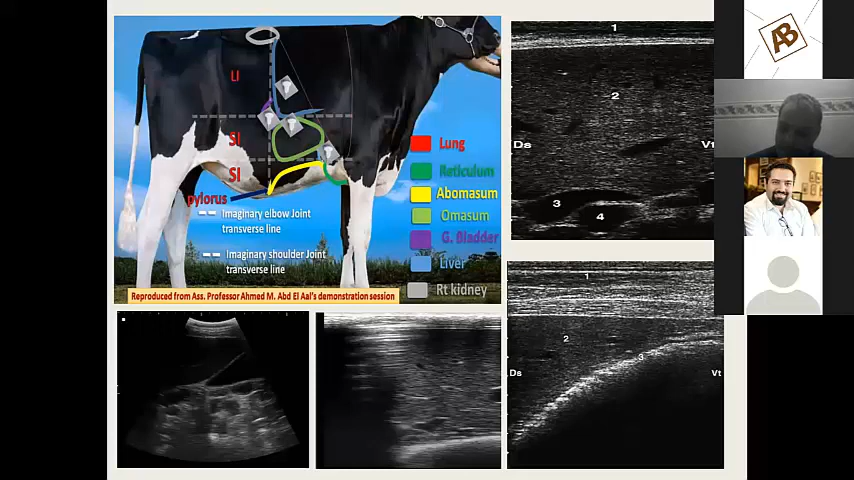 LI
SI
SI
pylorus
Imaginary elbow Joint
transverse line
Imaginary shoulder Joint
transverse line
Reproduced from Ass. Professor Ahmed M. Abd El Aal's demonstration session
Lung
Reticulum
Abomasum
Omasum
G. Bladder
Liver
Rt kidney
1
2
Ds
Vt
3
4
1
2
3
Ds
Vt
AB